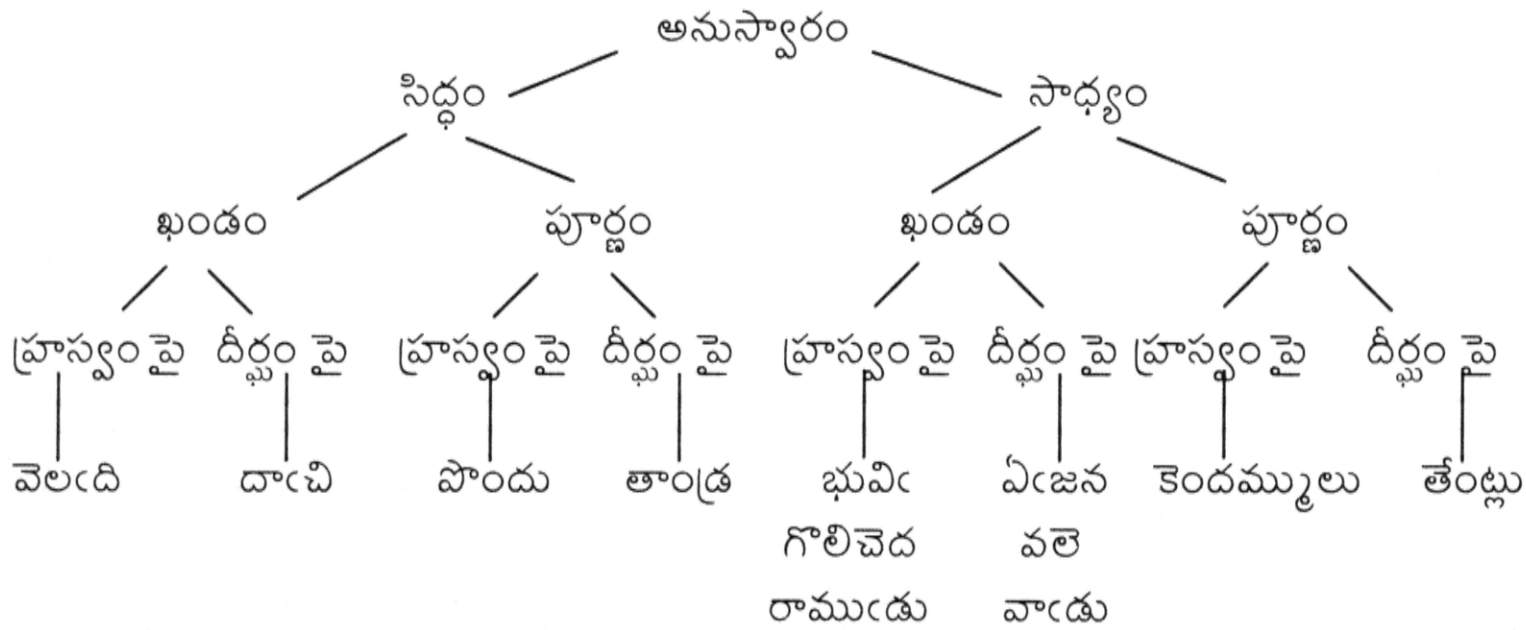 అనుస్వారం
సిద్ధం సాధ్యం
ఖండం పూర్ణం ఖండం పూర్ణం
హ్రస్వం పై దీర్ఘం పై హ్రస్వం పై దీర్ఘం పై హ్రస్వం పై దీర్ఘం పై హ్రస్వం పై దీర్ఘం పై
వెలఁది దాఁచి పొందు తాండ్ర భువిఁ ఏఁజన కెందమ్ములు తేంట్లు
గొలిచెద వలె
రాముఁడు వాఁడు